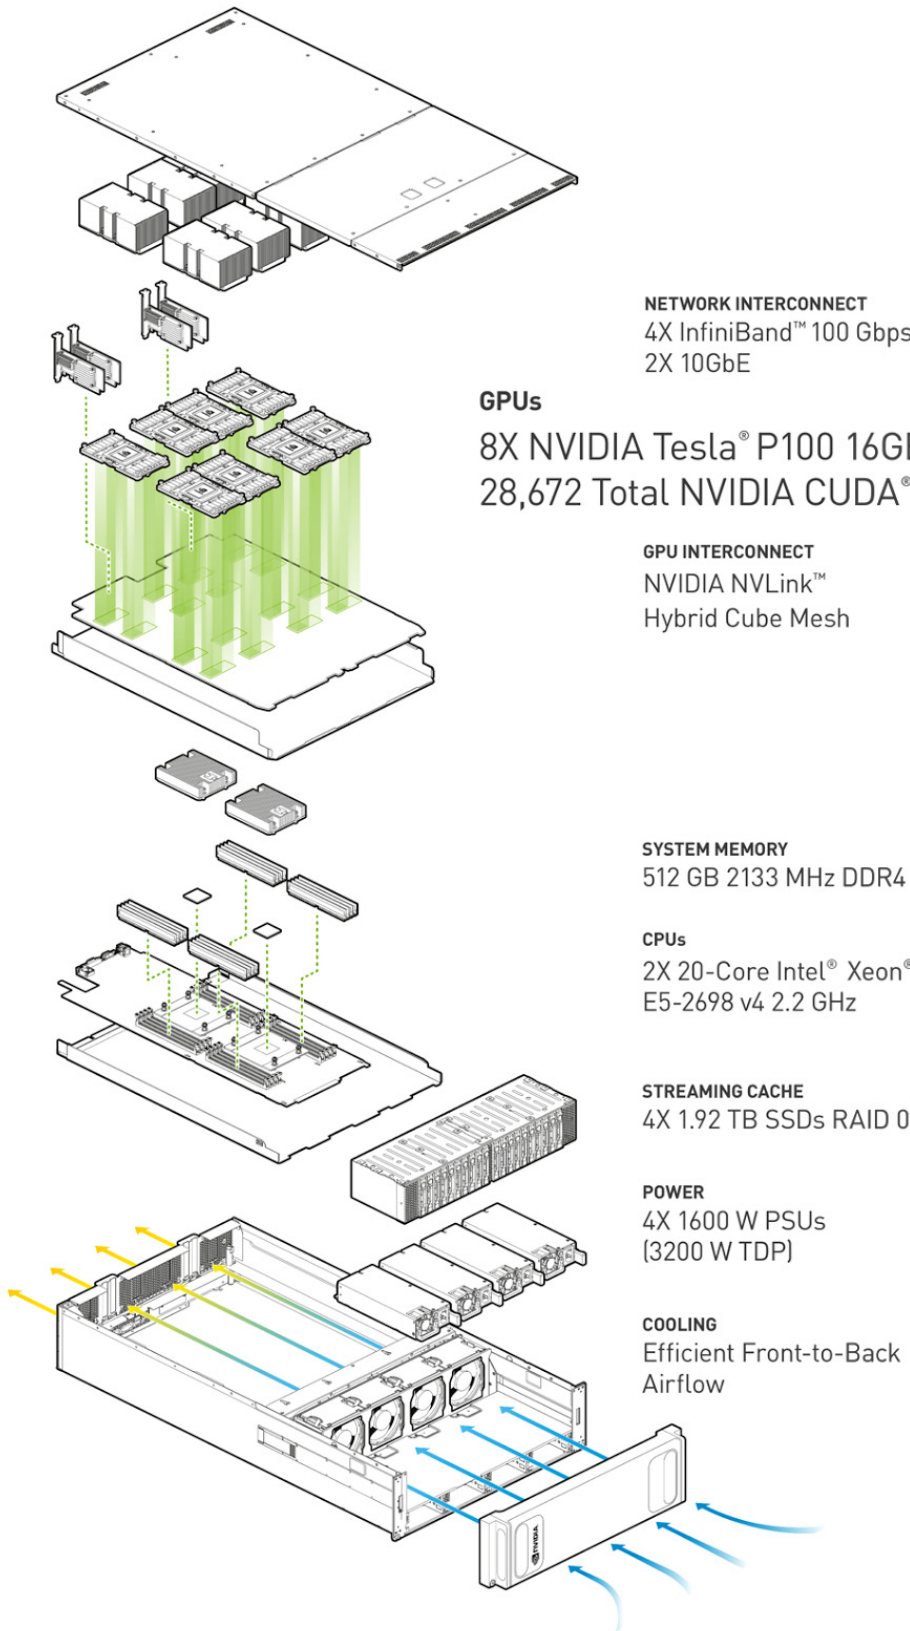 NETWORK INTERCONNECT
4X InfiniBand™ 100 Gbps
2X 10GbE
GPUs
8X NVIDIA Tesla® P100 16G
28,672 Total NVIDIA CUDA®
GPU INTERCONNECT
NVIDIA NVLink™
Hybrid Cube Mesh
SYSTEM MEMORY
512 GB 2133 MHz DDR4
CPUs
2X 20-Core Intel® Xeon®
E5-2698 v4 2.2 GHz
STREAMING CACHE
4X 1.92 TB SSDs RAID 0
POWER
4X 1600 W PSUs
(3200 W TDP)
COOLING
Efficient Front-to-Back
Airflow
NVIDIA